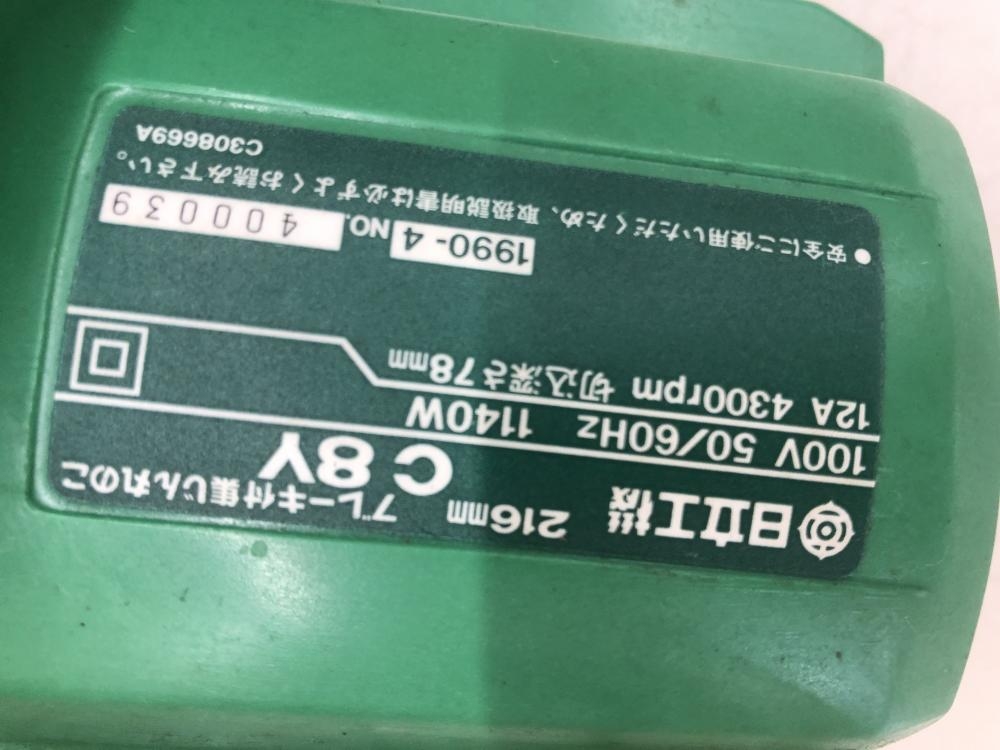 日立工機 216mm ブレーキ付集じん丸のこ
C 8Y
100V 50/60Hz 1140W
12A 4300rpm 切込深さ78mm
1990-4 NO. 400039
●安全にご使用いただくため、取扱説明書は必ずよくお読み下さい。
C308669A